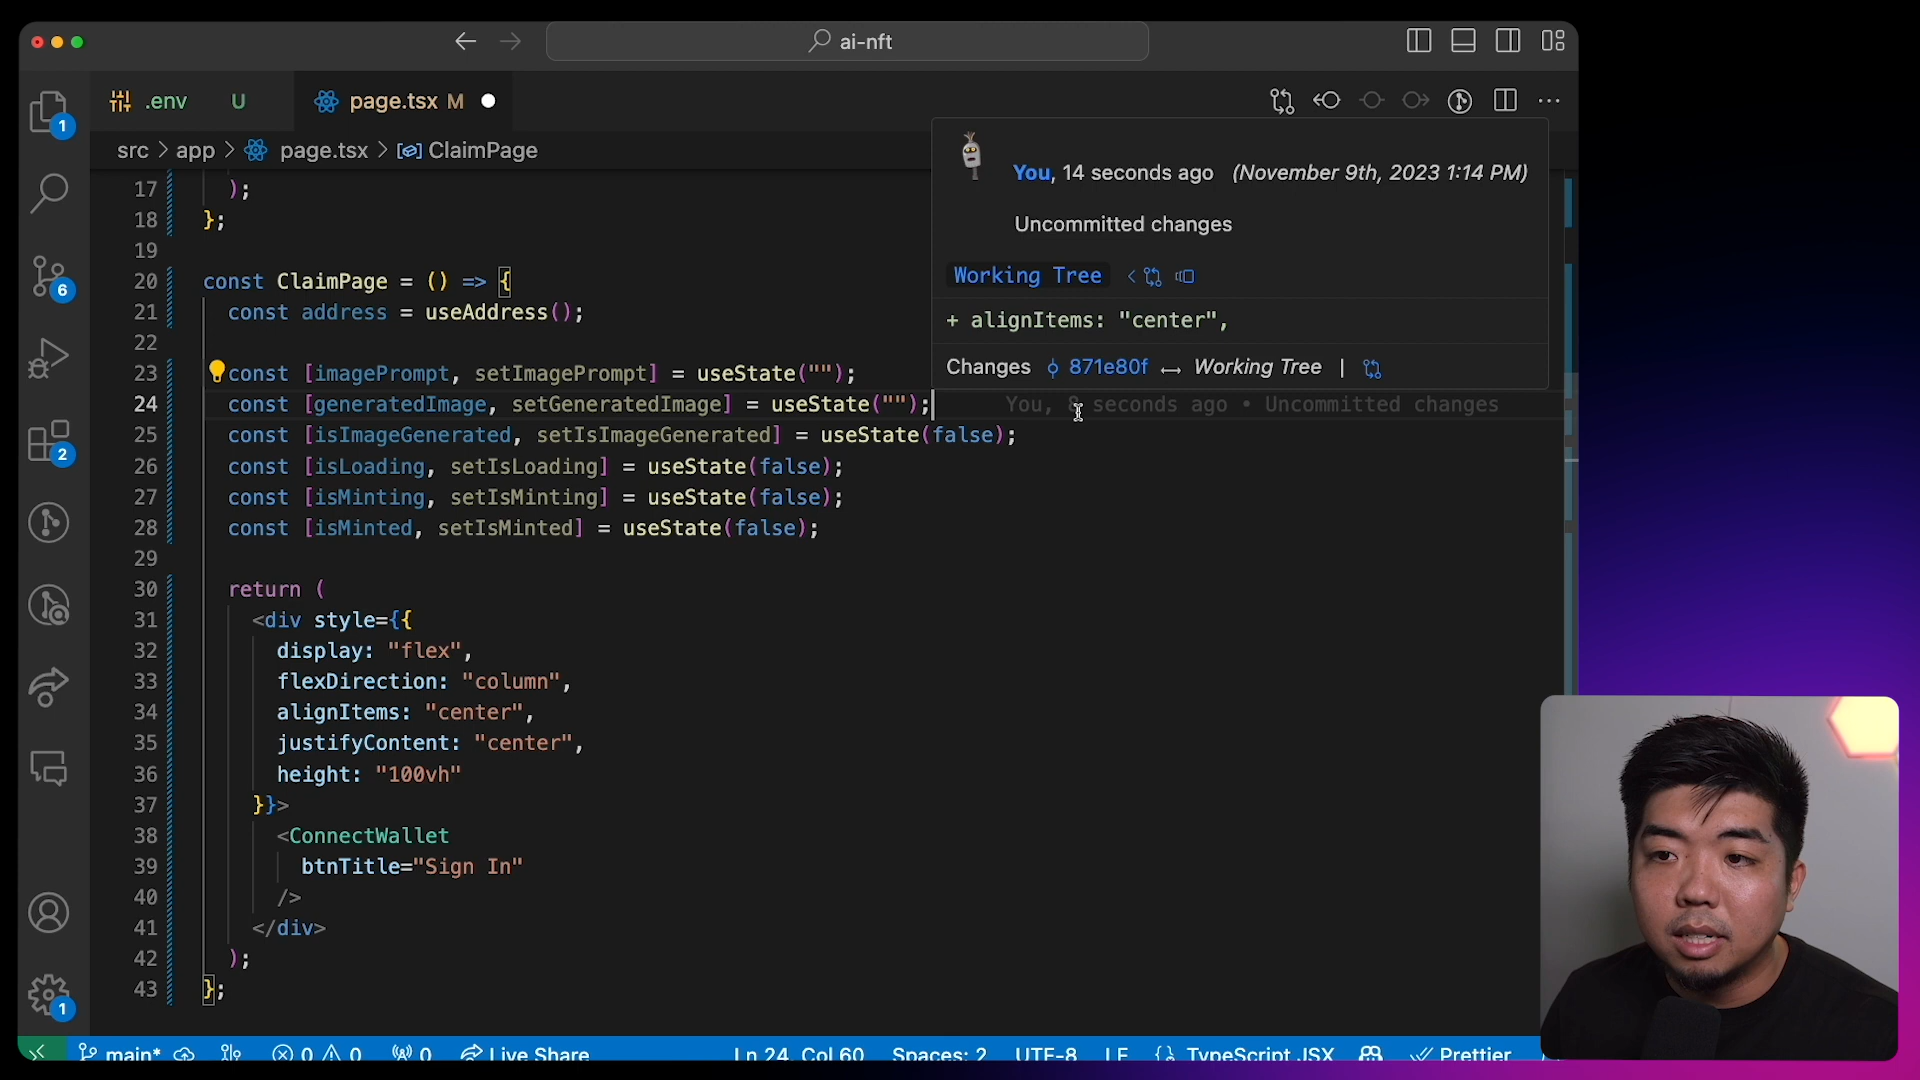 ai-nft
.env U
page.tsx M
src > app > page.tsx > ClaimPage
You, 14 seconds ago (November 9th, 2023 1:14 PM)
Uncommitted changes
Working Tree
+ alignItems: "center",
Changes 871e80f ↔ Working Tree |
17 );
18 };
19
20 const ClaimPage = () => {
21 const address = useAddress();
22
23 const [imagePrompt, setImagePrompt] = useState("");
24 const [generatedImage, setGeneratedImage] = useState(""); You, 8 seconds ago • Uncommitted changes
25 const [isImageGenerated, setIsImageGenerated] = useState(false);
26 const [isLoading, setIsLoading] = useState(false);
27 const [isMinting, setIsMinting] = useState(false);
28 const [isMinted, setIsMinted] = useState(false);
29
30 return (
31 <div style={{
32 display: "flex",
33 flexDirection: "column",
34 alignItems: "center",
35 justifyContent: "center",
36 height: "100vh"
37 }}>
38 <ConnectWallet
39 btnTitle="Sign In"
40 />
41 </div>
42 );
43 };
1
6
2
1
main* 0 0 0 Live Share Ln 24, Col 60 Spaces: 2 UTF-8 LF {} TypeScript JSX Prettier